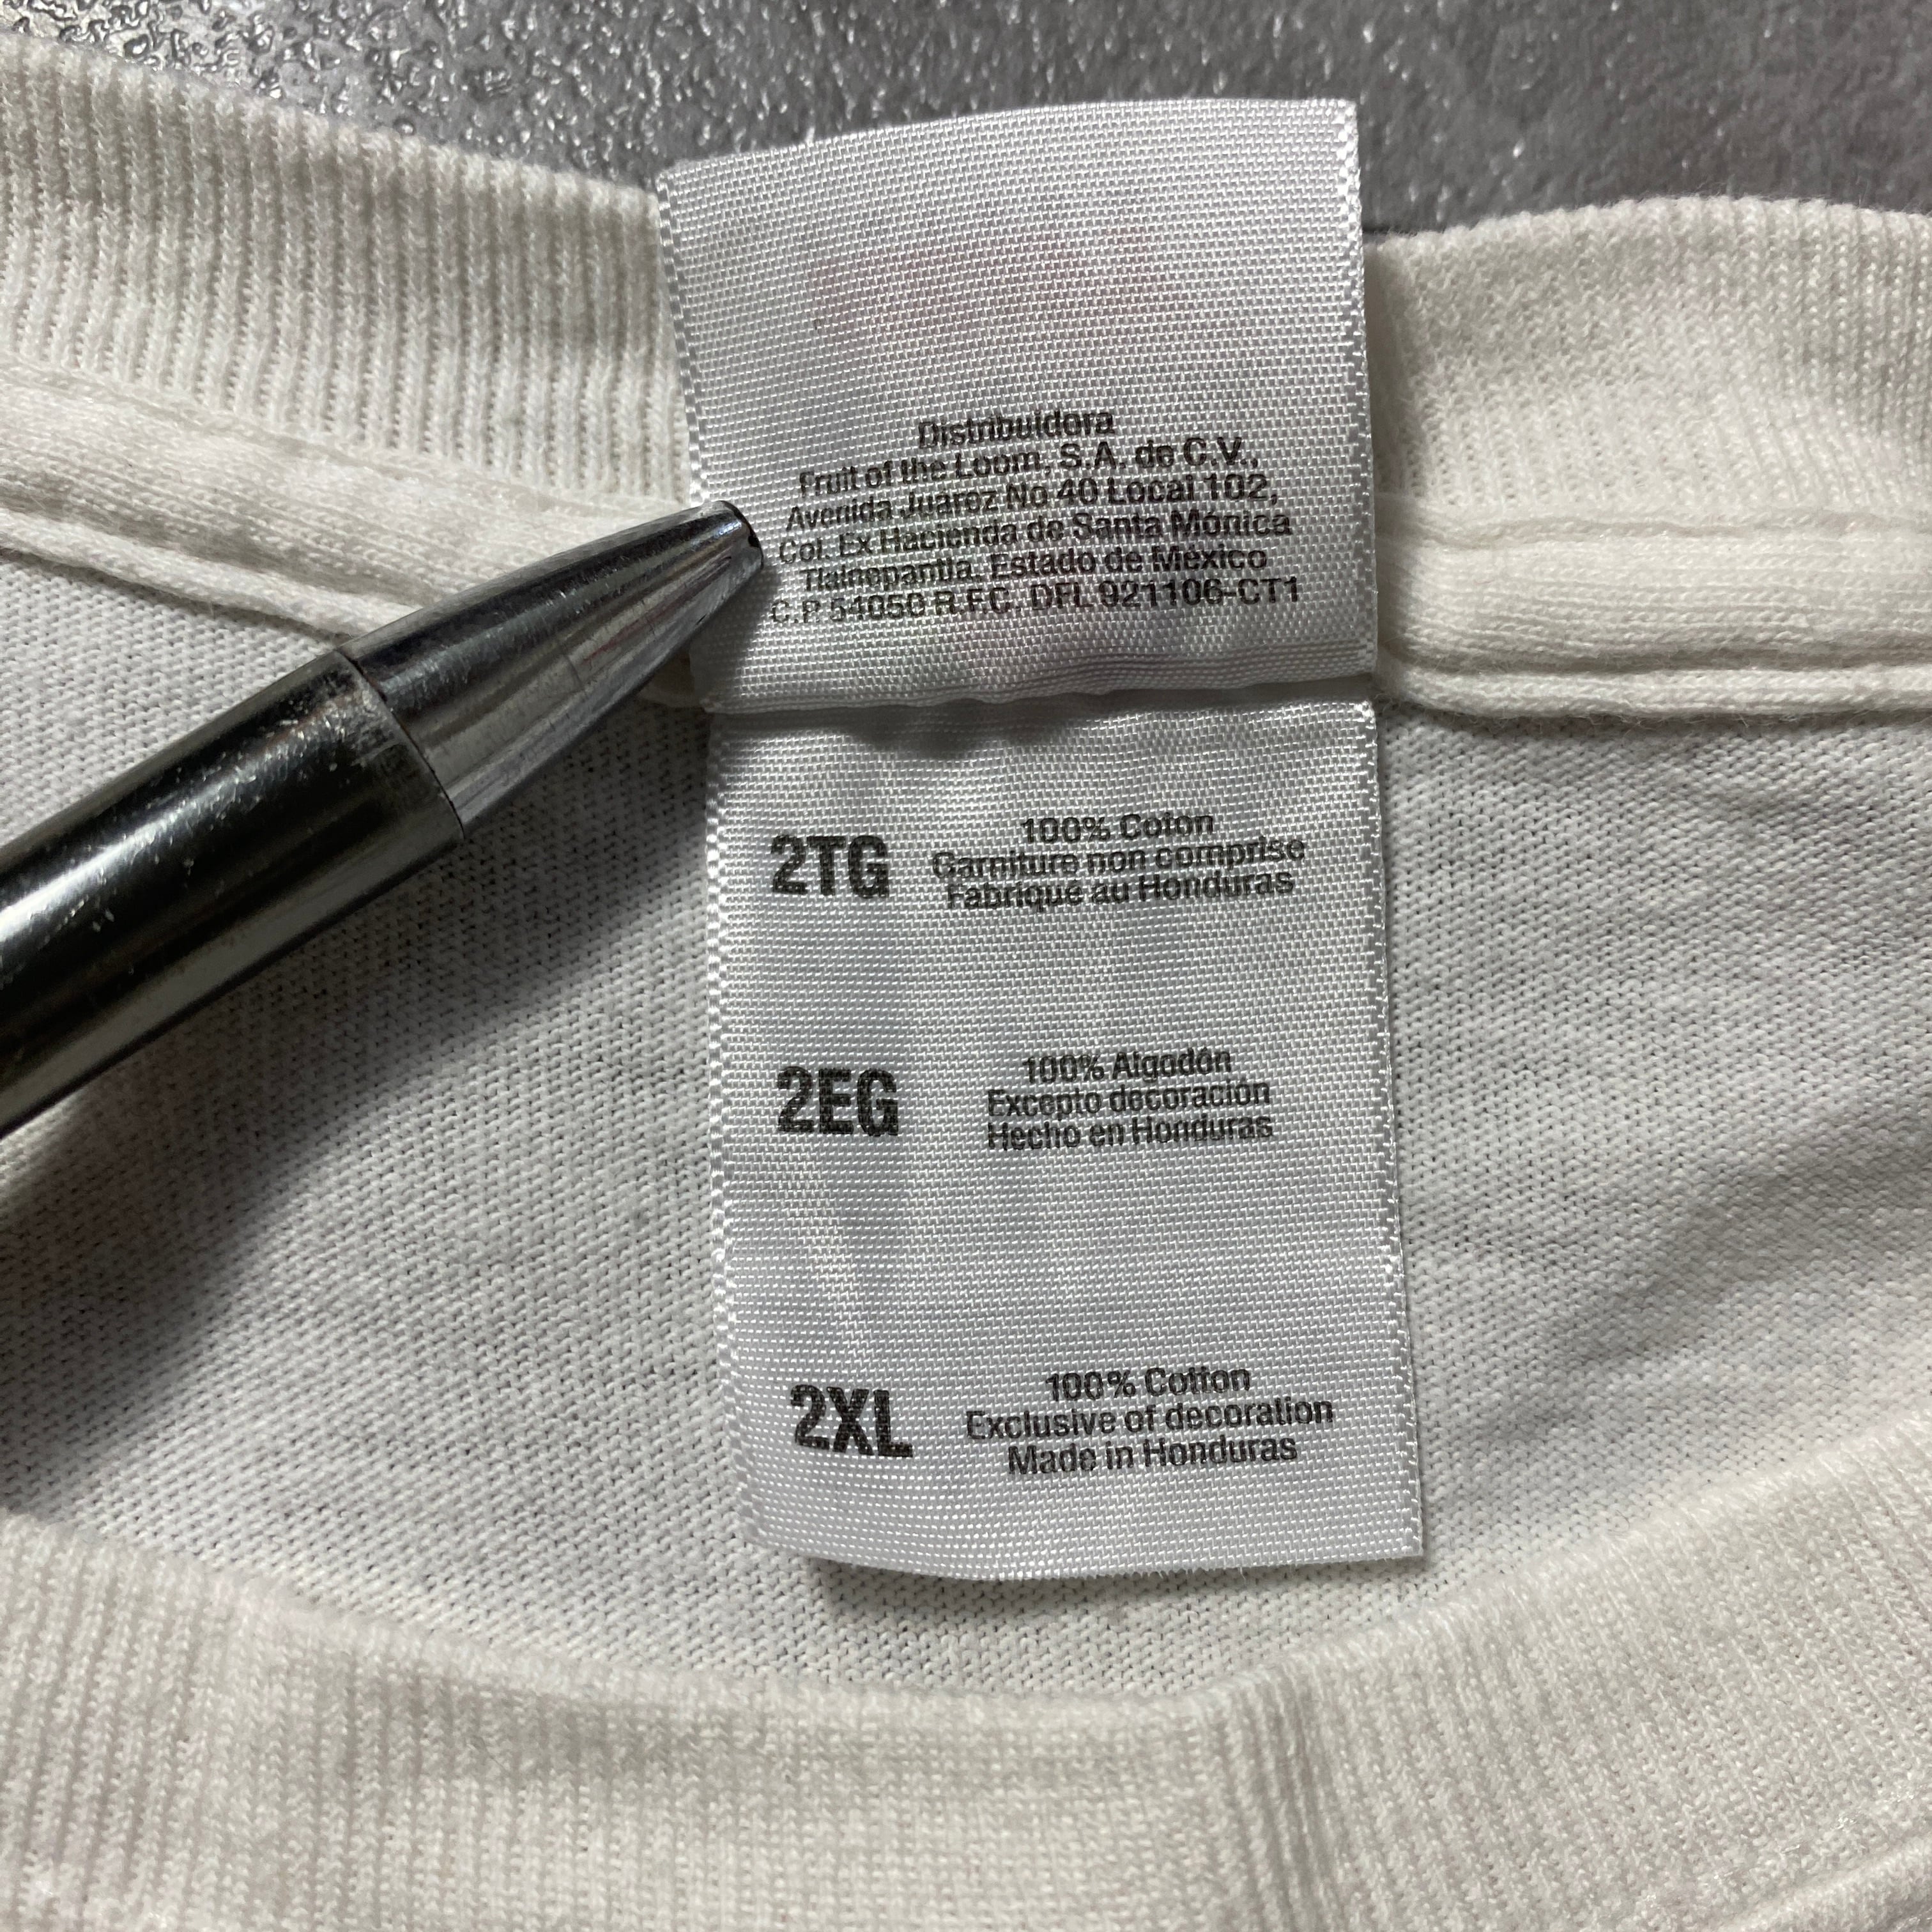 Distribuidora
Fruit of the Loom, S.A. de C.V.,
Avenida Juarez No 40 Local 102,
Col. Ex Hacienda de Santa Mónica
Tlalnepantla, Estado de México
C.P. 54050 R.F.C. DFL 921106-CT1
2TG
100% Coton
Garniture non comprise
Fabrique au Honduras
2EG
100% Algodón
Excepto decoración
Hecho en Honduras
2XL
100% Cotton
Exclusive of decoration
Made in Honduras